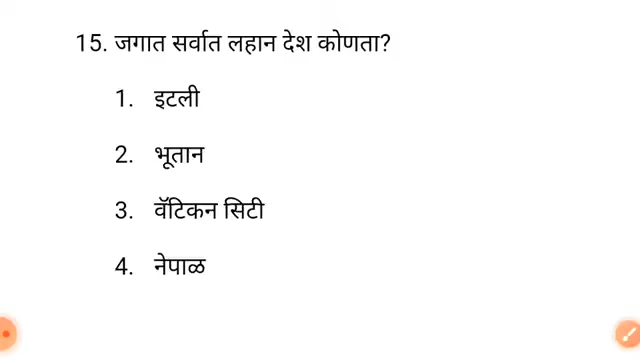 15. जगात सर्वात लहान देश कोणता?
1. इटली
2. भूतान
3. वॅटिकन सिटी
4. नेपाळ